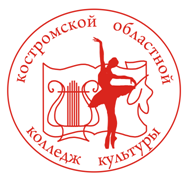 костромской областной
колледж культуры